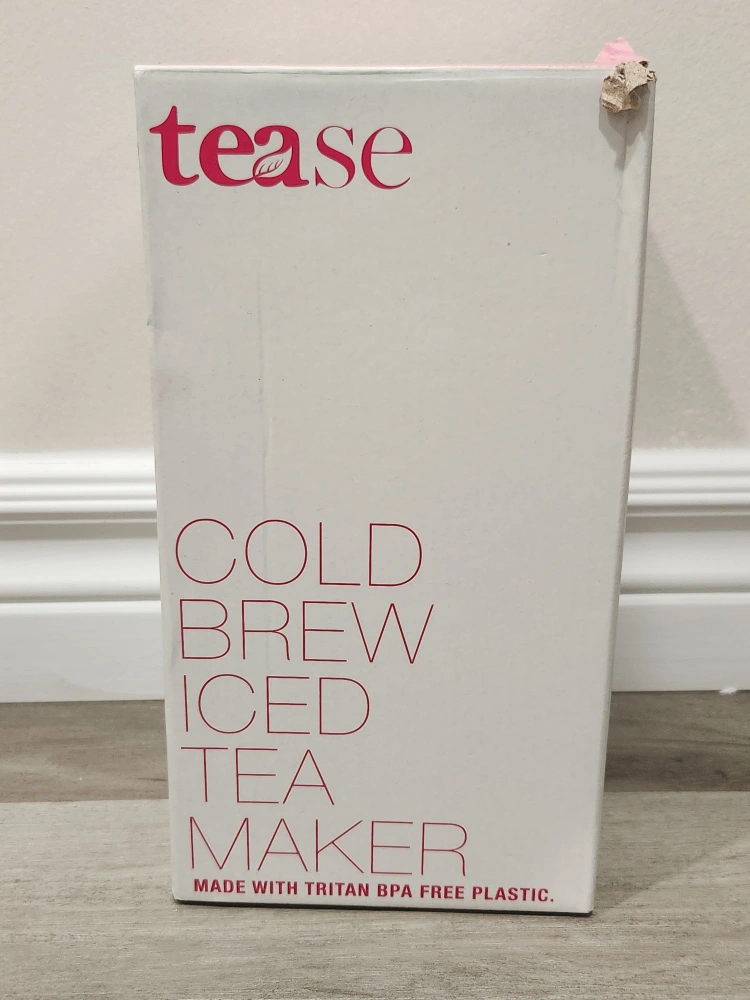 tease
COLD
BREW
ICED
TEA
MAKER
MADE WITH TRITAN BPA FREE PLASTIC.